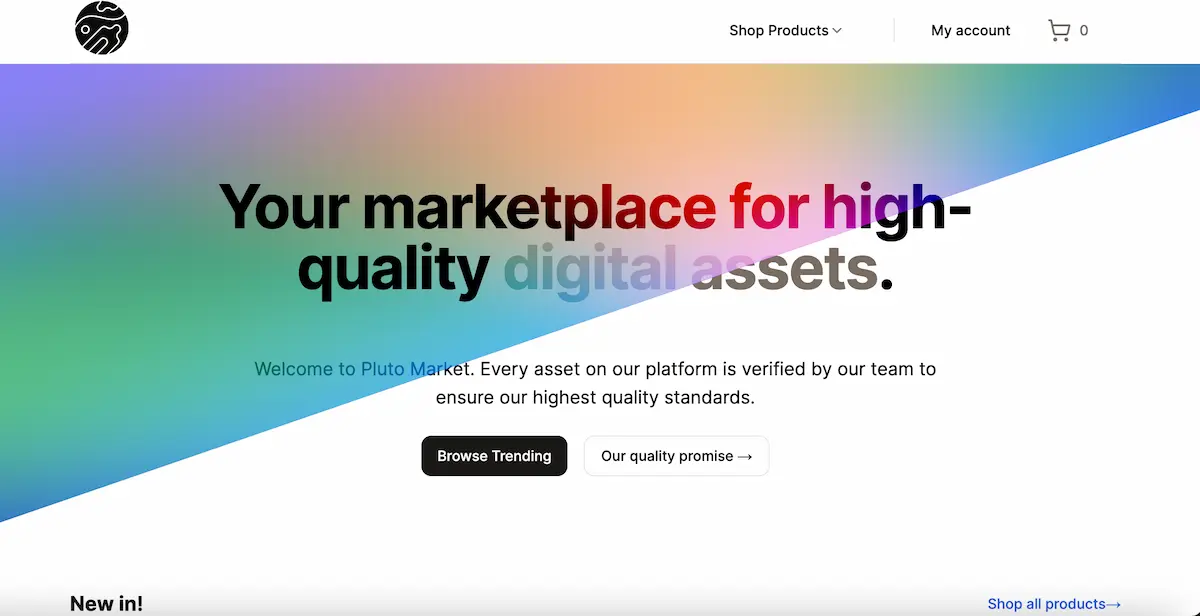 Shop Products
My account
0
Your marketplace for high-
quality digital assets.
Welcome to Pluto Market. Every asset on our platform is verified by our team to
ensure our highest quality standards.
Browse Trending
Our quality promise →
New in!
Shop all products→